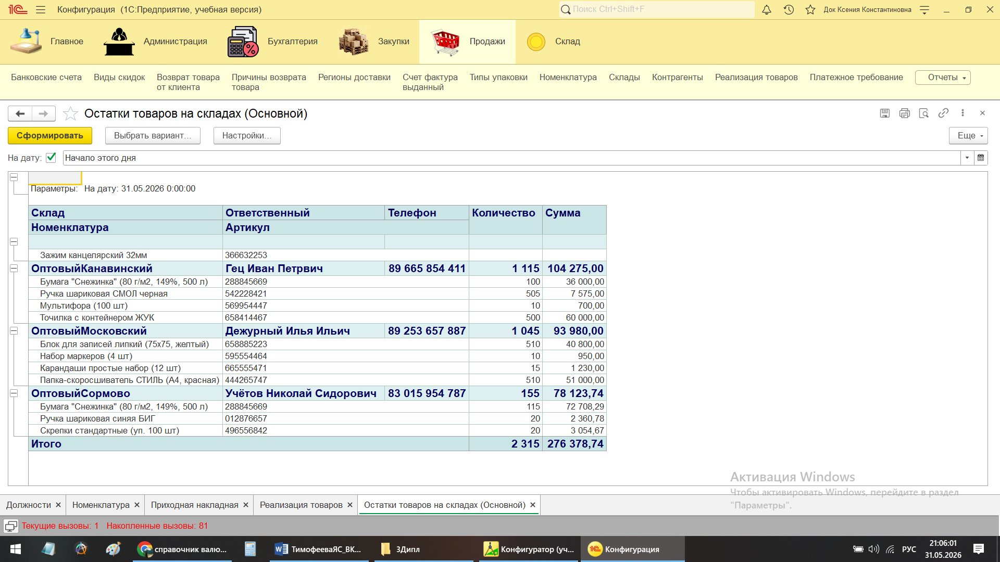 Конфигурация (1С:Предприятие, учебная версия)
Поиск Ctrl+Shift+F
Док Ксения Константиновна
Главное
Администрация
Бухгалтерия
Закупки
Продажи
Склад
Банковские счета
Виды скидок
Возврат товара
от клиента
Причины возврата
товара
Регионы доставки
Счет фактура
выданный
Типы упаковки
Номенклатура
Склады
Контрагенты
Реализация товаров
Платежное требование
Отчеты
Остатки товаров на складах (Основной)
Сформировать
Выбрать вариант...
Настройки...
Еще
На дату:
Начало этого дня
Параметры: На дату: 31.05.2026 0:00:00
Склад Ответственный Телефон Количество Сумма
Номенклатура Артикул
Зажим канцелярский 32мм 366632253
ОптовыйКанавинский Гец Иван Петрвич 89 665 854 411 1 115 104 275,00
Бумага "Снежинка" (80 г/м2, 149%, 500 л) 288845669 100 36 000,00
Ручка шариковая СМОЛ черная 542228421 505 7 575,00
Мультифора (100 шт) 569954447 10 700,00
Точилка с контейнером ЖУК 658414467 500 60 000,00
ОптовыйМосковский Дежурный Илья Ильич 89 253 657 887 1 045 93 980,00
Блок для записей липкий (75х75, желтый) 658885223 510 40 800,00
Набор маркеров (4 шт) 595554464 10 950,00
Карандаши простые набор (12 шт) 665555471 15 1 230,00
Папка-скоросшиватель СТИЛЬ (А4, красная) 444265747 510 51 000,00
ОптовыйСормово Учётов Николай Сидорович 83 015 954 787 155 78 123,74
Бумага "Снежинка" (80 г/м2, 149%, 500 л) 288845669 115 72 708,29
Ручка шариковая синяя БИГ 012876657 20 2 360,78
Скрепки стандартные (уп. 100 шт) 496556842 20 3 054,67
Итого 2 315 276 378,74
Активация Windows
Чтобы активировать Windows, перейдите в раздел
"Параметры".
Должности
Номенклатура
Приходная накладная
Реализация товаров
Остатки товаров на складах (Основной)
Текущие вызовы: 1 Накопленные вызовы: 81
справочник валю...
ТимофееваЯС_ВК...
3Дипл
Конфигуратор (уч...
Конфигурация
РУС
21:06:01
31.05.2026